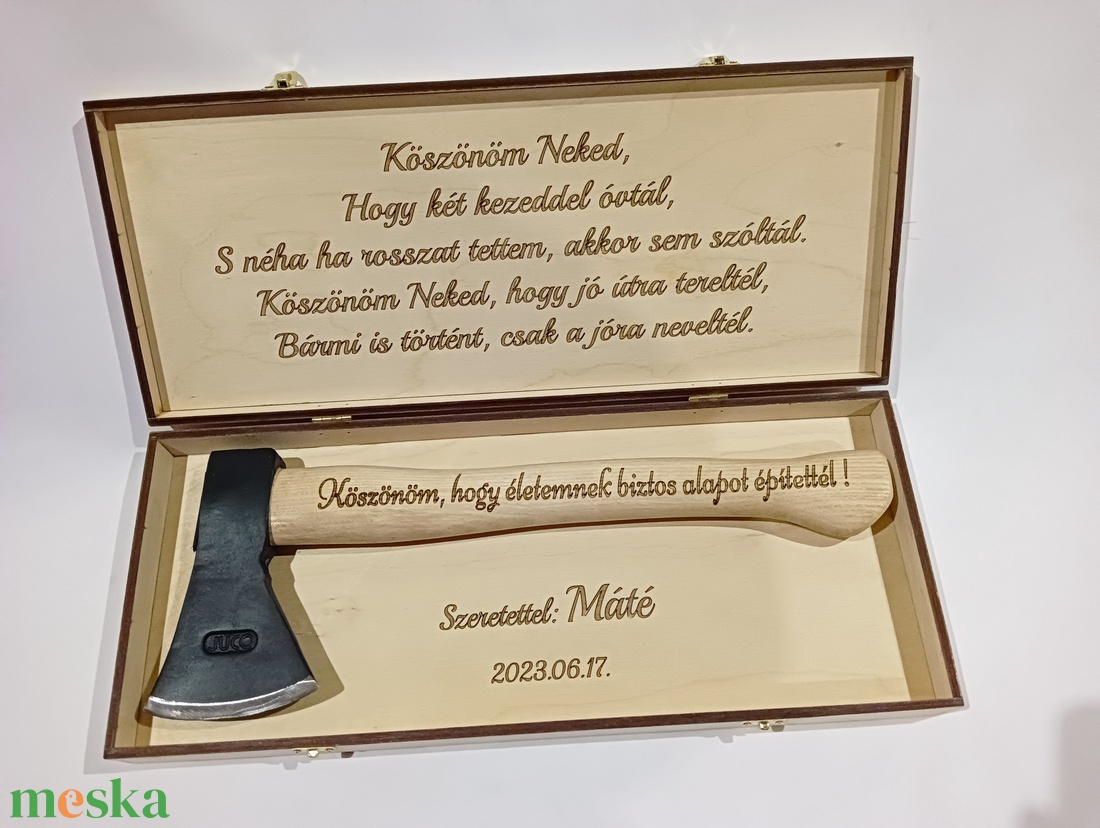 Köszönöm Neked,
Hogy két kezeddel óvtál,
S néha ha rosszat tettem, akkor sem szóltál.
Köszönöm Neked, hogy jó útra tereltél,
Bármi is történt, csak a jóra neveltél.
Köszönöm, hogy életemnek biztos alapot építettél !
Szeretettel: Máté
2023.06.17.
JUCO
meska